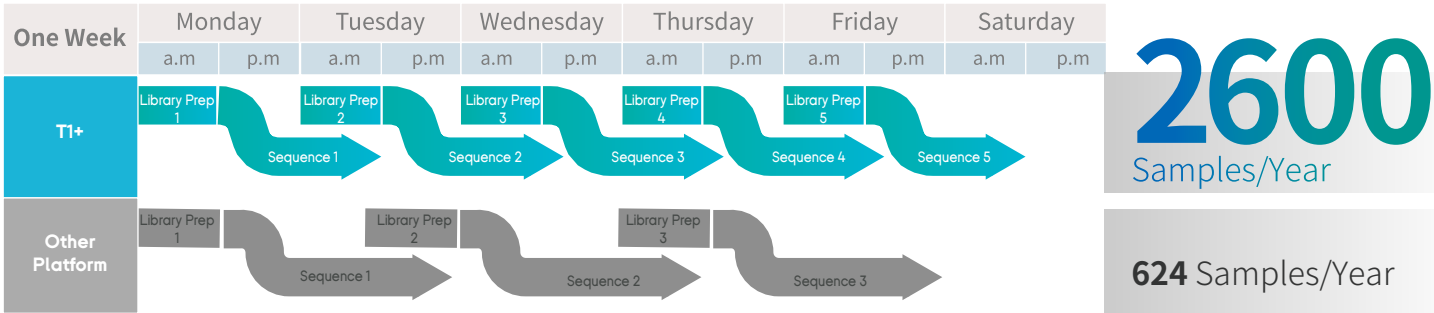 One Week
Monday
Tuesday
Wednesday
Thursday
Friday
Saturday
a.m
p.m
a.m
p.m
a.m
p.m
a.m
p.m
a.m
p.m
a.m
p.m
T1+
Library Prep
1
Library Prep
2
Library Prep
3
Library Prep
4
Library Prep
5
Sequence 1
Sequence 2
Sequence 3
Sequence 4
Sequence 5
2600
Samples/Year
Other
Platform
Library Prep
1
Library Prep
2
Library Prep
3
Sequence 1
Sequence 2
Sequence 3
624 Samples/Year